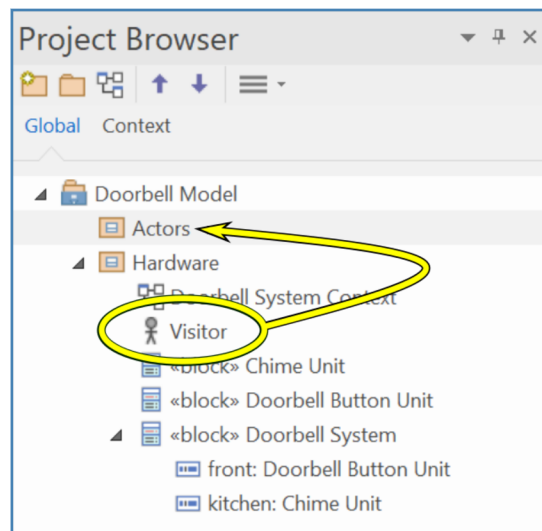 Project Browser
Global Context
Doorbell Model
Actors
Hardware
Doorbell System Context
Visitor
«block» Chime Unit
«block» Doorbell Button Unit
«block» Doorbell System
front: Doorbell Button Unit
kitchen: Chime Unit